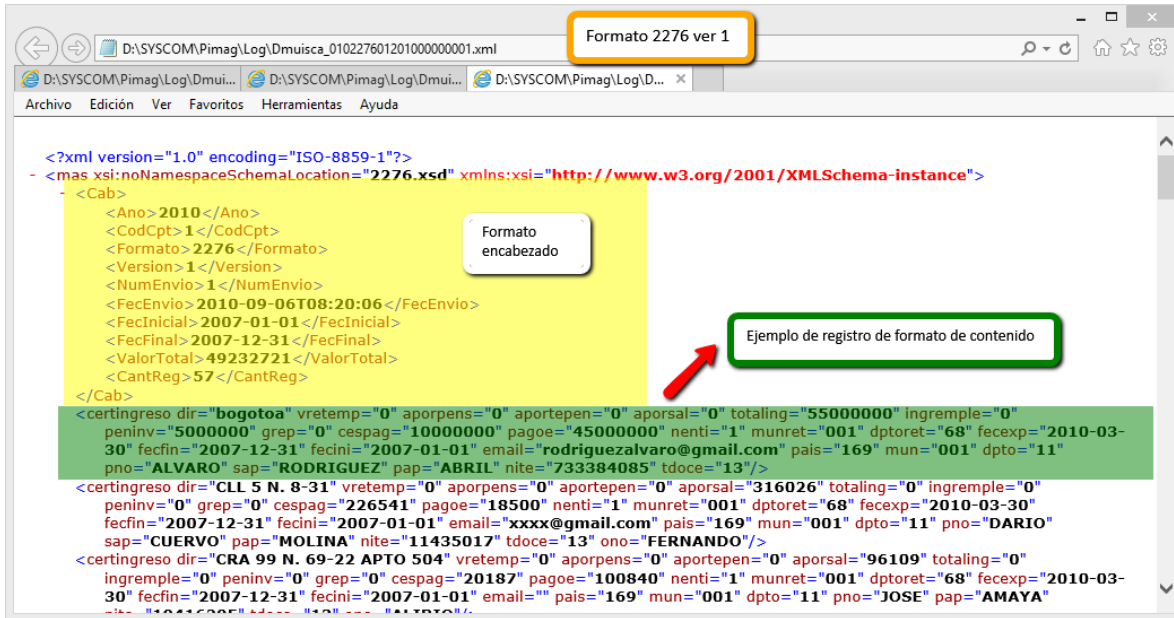 Formato 2276 ver 1
D:\SYSCOM\Pimag\Log\Dmuisca_010227601201000000001.xml
D:\SYSCOM\Pimag\Log\Dmui... D:\SYSCOM\Pimag\Log\Dmui... D:\SYSCOM\Pimag\Log\D...
Archivo Edición Ver Favoritos Herramientas Ayuda
<?xml version="1.0" encoding="ISO-8859-1"?>
- <mas xsi:noNamespaceSchemaLocation="2276.xsd" xmlns:xsi="http://www.w3.org/2001/XMLSchema-instance">
- <Cab>
<Ano>2010</Ano>
<CodCpt>1</CodCpt>
<Formato>2276</Formato>
<Version>1</Version>
<NumEnvio>1</NumEnvio>
<FecEnvio>2010-09-06T08:20:06</FecEnvio>
<FecInicial>2007-01-01</FecInicial>
<FecFinal>2007-12-31</FecFinal>
<ValorTotal>49232721</ValorTotal>
<CantReg>57</CantReg>
</Cab>
Formato
encabezado
Ejemplo de registro de formato de contenido
<certingreso dir="bogotoa" vretemp="0" aporpens="0" aportepen="0" aporsal="0" totaling="55000000" ingremple="0"
peninv="5000000" grep="0" cespag="10000000" pagoe="45000000" nenti="1" munret="001" dptoret="68" fecexp="2010-03-
30" fecfin="2007-12-31" fecini="2007-01-01" email="rodriguezalvaro@gmail.com" pais="169" mun="001" dpto="11"
pno="ALVARO" sap="RODRIGUEZ" pap="ABRIL" nite="733384085" tdoce="13"/>
<certingreso dir="CLL 5 N. 8-31" vretemp="0" aporpens="0" aportepen="0" aporsal="316026" totaling="0" ingremple="0"
peninv="0" grep="0" cespag="226541" pagoe="18500" nenti="1" munret="001" dptoret="68" fecexp="2010-03-30"
fecfin="2007-12-31" fecini="2007-01-01" email="xxxx@gmail.com" pais="169" mun="001" dpto="11" pno="DARIO"
sap="CUERVO" pap="MOLINA" nite="11435017" tdoce="13" ono="FERNANDO"/>
<certingreso dir="CRA 99 N. 69-22 APTO 504" vretemp="0" aporpens="0" aportepen="0" aporsal="96109" totaling="0"
ingremple="0" peninv="0" grep="0" cespag="20187" pagoe="100840" nenti="1" munret="001" dptoret="68" fecexp="2010-03-
30" fecfin="2007-12-31" fecini="2007-01-01" email="" pais="169" mun="001" dpto="11" pno="JOSE" pap="AMAYA"